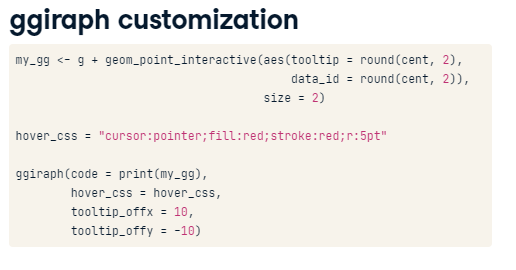 ggiraph customization
my_gg <- g + geom_point_interactive(aes(tooltip = round(cent, 2),
                                        data_id = round(cent, 2)),
                                    size = 2)
hover_css = "cursor:pointer;fill:red;stroke:red;r:5pt"
ggiraph(code = print(my_gg),
        hover_css = hover_css,
        tooltip_offx = 10,
        tooltip_offy = -10)